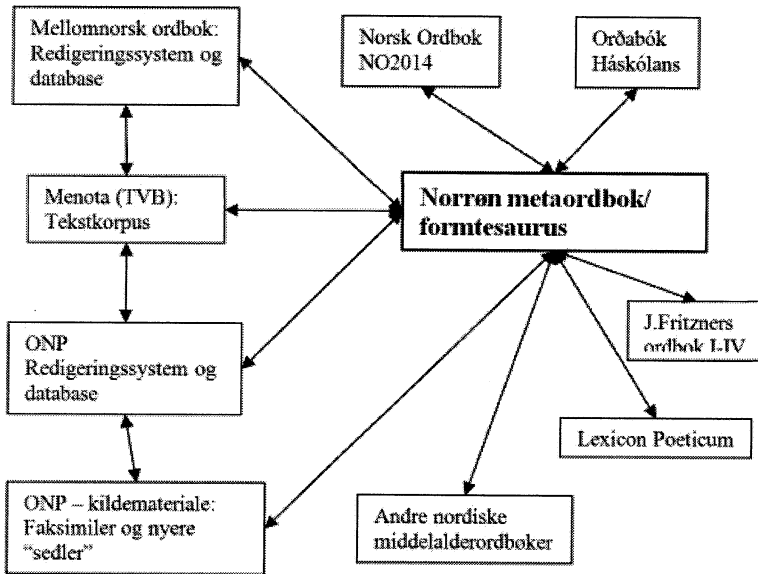 Mellomnorsk ordbok:
Redigeringssystem og
database
Norsk Ordbok
NO2014
Orðabók
Háskólans
Menota (TVB):
Tekstkorpus
Norrøn metaordbok/
formtesaurus
ONP
Redigeringssystem og
database
J.Fritzners
ordbok I-IV
Lexicon Poeticum
ONP – kildemateriale:
Faksimiler og nyere
“sedler”
Andre nordiske
middelalderordbøker